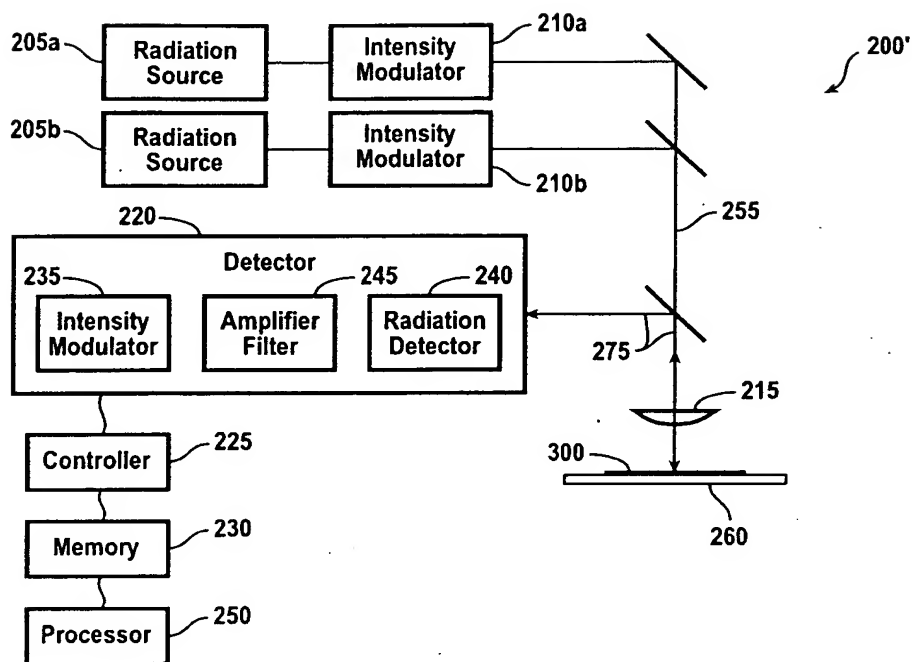 205a
Radiation
Source
Intensity
Modulator
210a
200'
205b
Radiation
Source
Intensity
Modulator
210b
255
220
Detector
235
245
240
Intensity
Modulator
Amplifier
Filter
Radiation
Detector
275
215
300
260
Controller
225
Memory
230
Processor
250